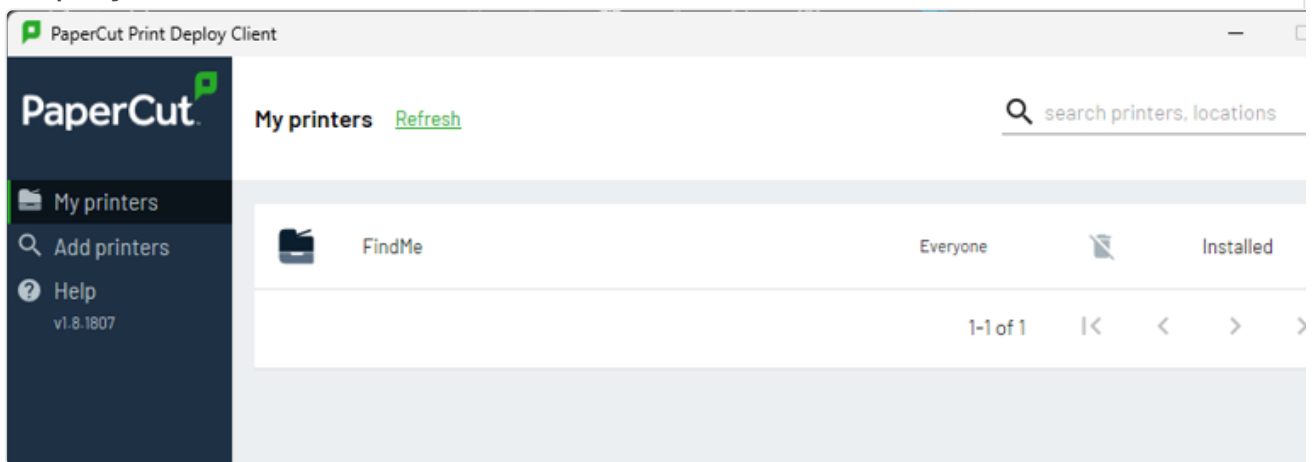 PaperCut Print Deploy Client
PaperCut
My printers Refresh
search printers, locations
My printers
Add printers
Help
v1.8.1807
FindMe Everyone Installed
1-1 of 1